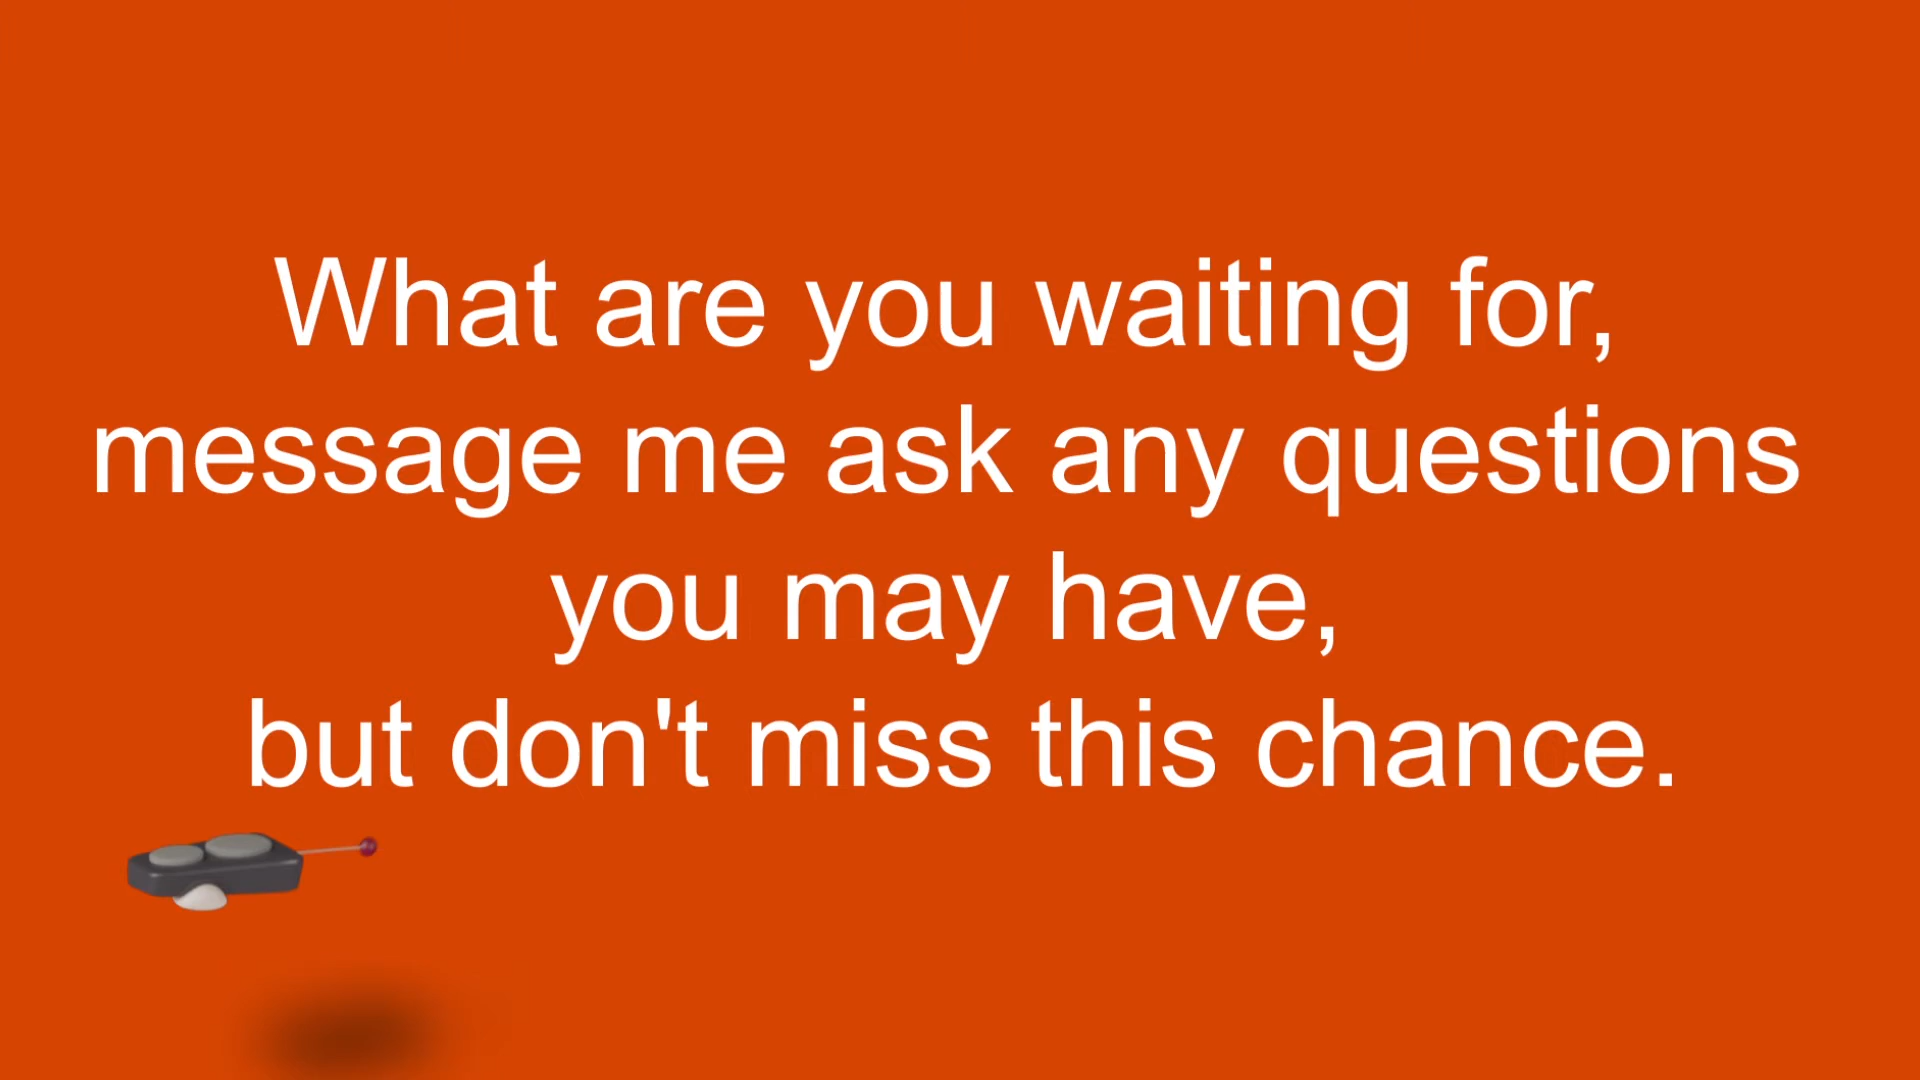 What are you waiting for,
message me ask any questions
you may have,
but don't miss this chance.